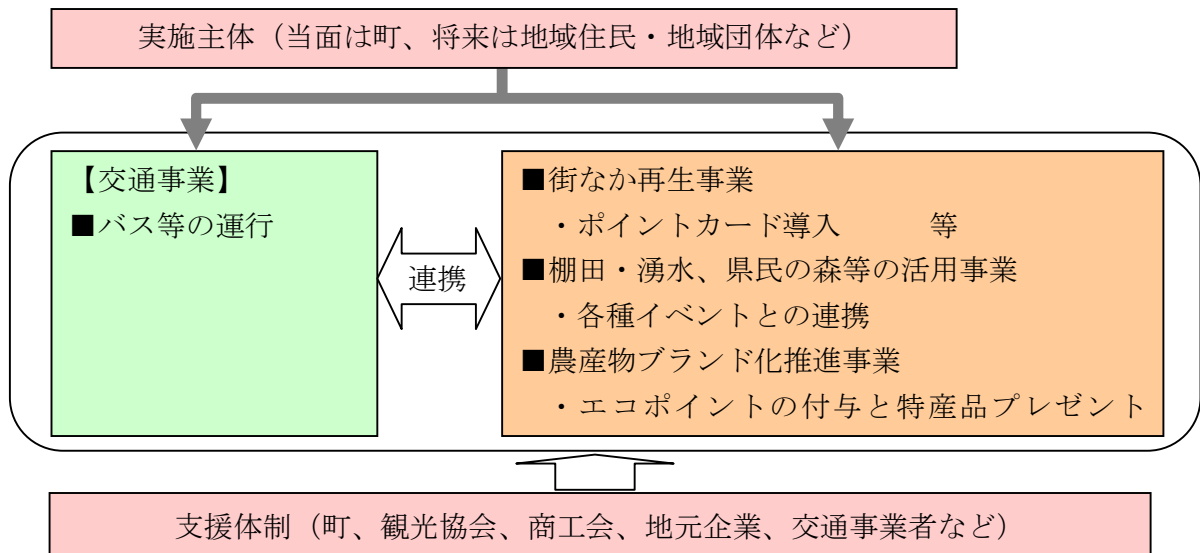 実施主体（当面は町、将来は地域住民・地域団体など）
【交通事業】
■バス等の運行
連携
■街なか再生事業
・ポイントカード導入　　等
■棚田・湧水、県民の森等の活用事業
・各種イベントとの連携
■農産物ブランド化推進事業
・エコポイントの付与と特産品プレゼント
支援体制（町、観光協会、商工会、地元企業、交通事業者など）